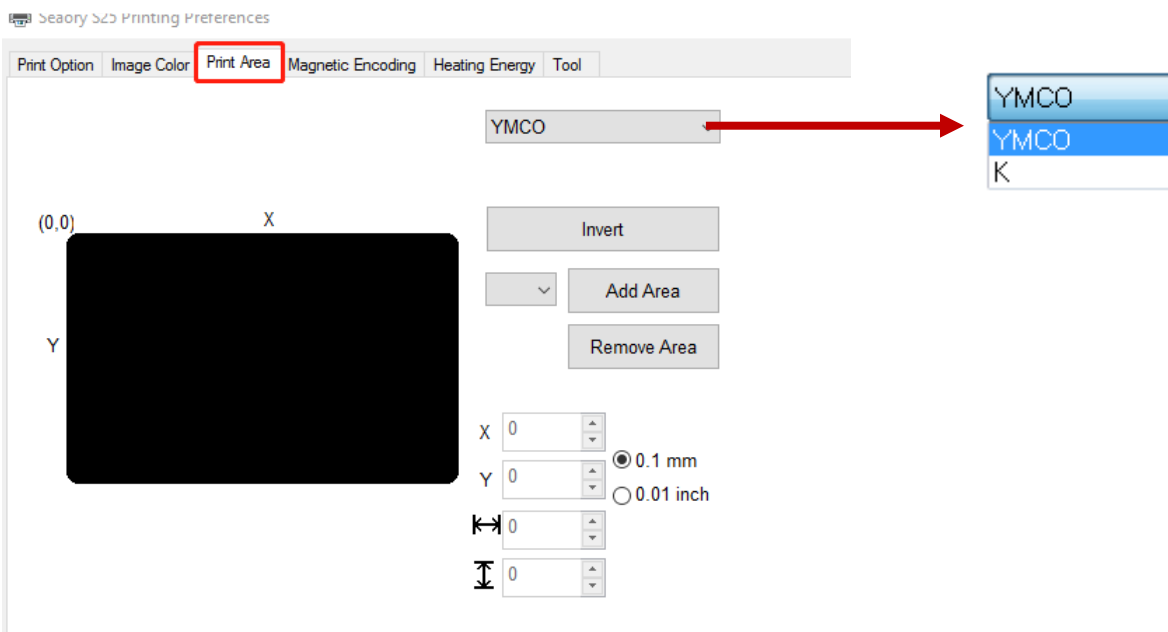 Seaory S25 Printing Preferences
Print Option Image Color Print Area Magnetic Encoding Heating Energy Tool
YMCO
YMCO
YMCO
K
(0,0) X
Invert
Add Area
Y
Remove Area
X 0
0.1 mm
Y 0
0.01 inch
0
0